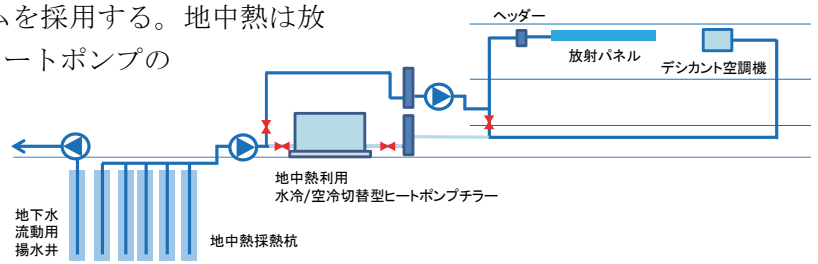 ムを採用する。地中熱は放
ートポンプの
ヘッダー
放射パネル
デシカント空調機
地中熱利用
水冷/空冷切替型ヒートポンプチラー
地下水
流動用
揚水井
地中熱採熱杭